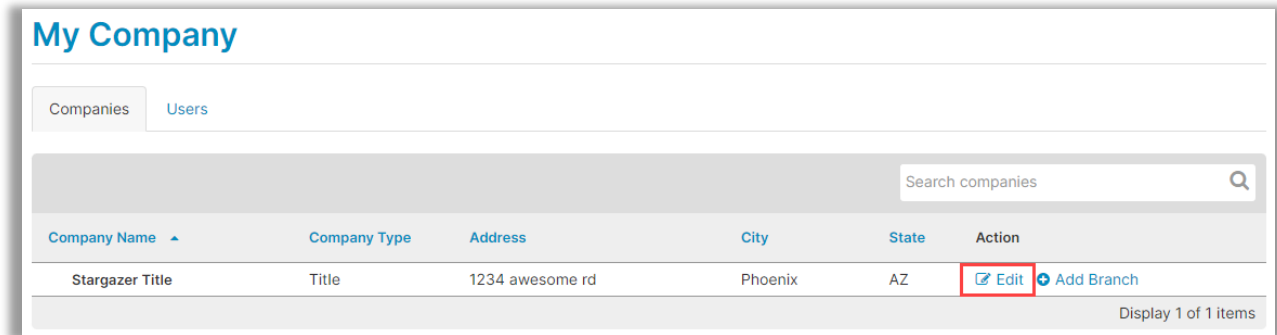 My Company
Companies Users
Search companies
Company Name Company Type Address City State Action
Stargazer Title Title 1234 awesome rd Phoenix AZ Edit Add Branch
Display 1 of 1 items